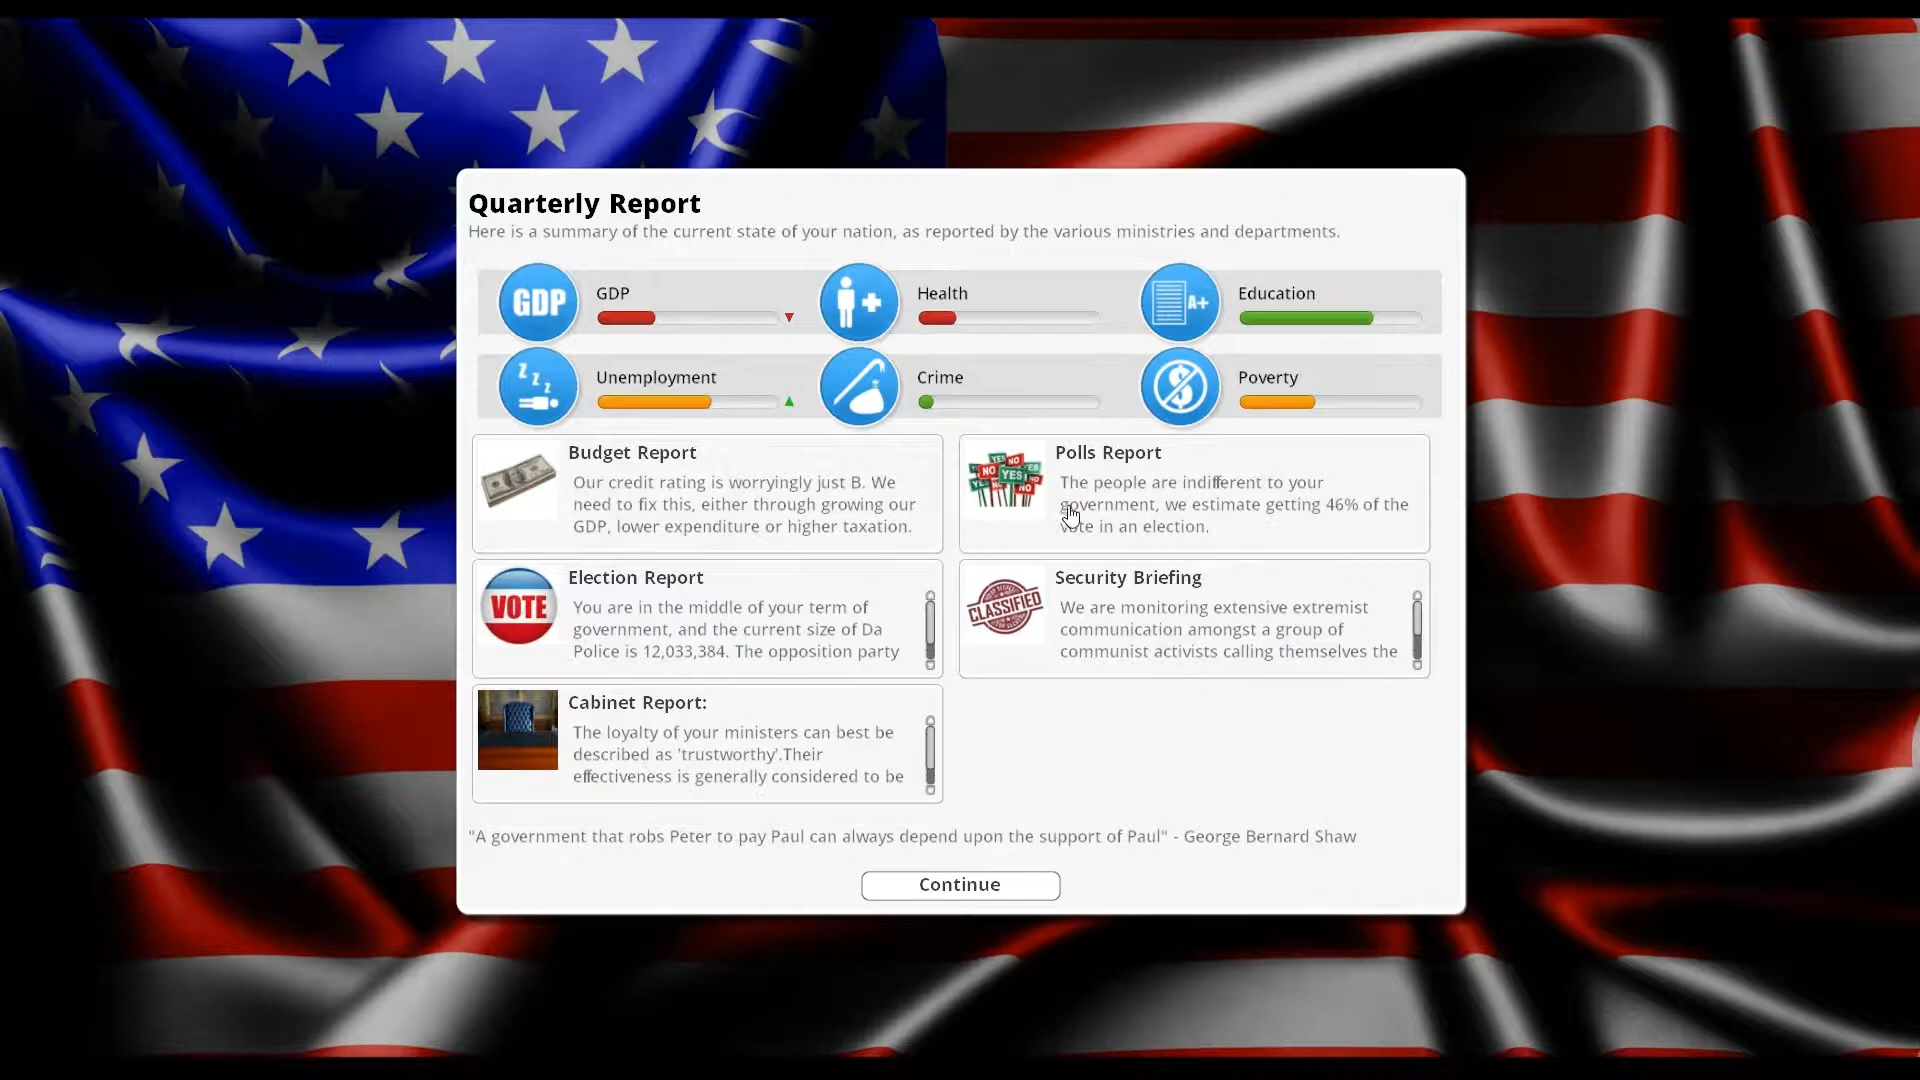 Quarterly Report
Here is a summary of the current state of your nation, as reported by the various ministries and departments.
GDP
GDP
Health
A+
Education
Z Z Z
Unemployment
Crime
$
Poverty
Budget Report
Our credit rating is worryingly just B. We
need to fix this, either through growing our
GDP, lower expenditure or higher taxation.
YES NO YES NO YES YES NO NO
Polls Report
The people are indifferent to your
government, we estimate getting 46% of the
vote in an election.
VOTE
Election Report
You are in the middle of your term of
government, and the current size of Da
Police is 12,033,384. The opposition party
CLASSIFIED
Security Briefing
We are monitoring extensive extremist
communication amongst a group of
communist activists calling themselves the
Cabinet Report:
The loyalty of your ministers can best be
described as 'trustworthy'.Their
effectiveness is generally considered to be
"A government that robs Peter to pay Paul can always depend upon the support of Paul" - George Bernard Shaw
Continue